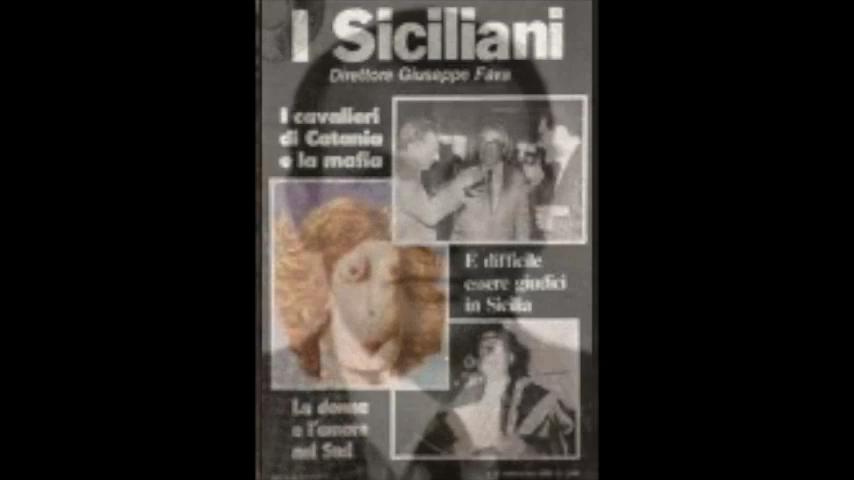 I Siciliani
Direttore Giuseppe Fava
I cavalieri
di Catania
e la mafia
E difficile
essere giudici
in Sicilia
La donna
e l'amore
nel Sud